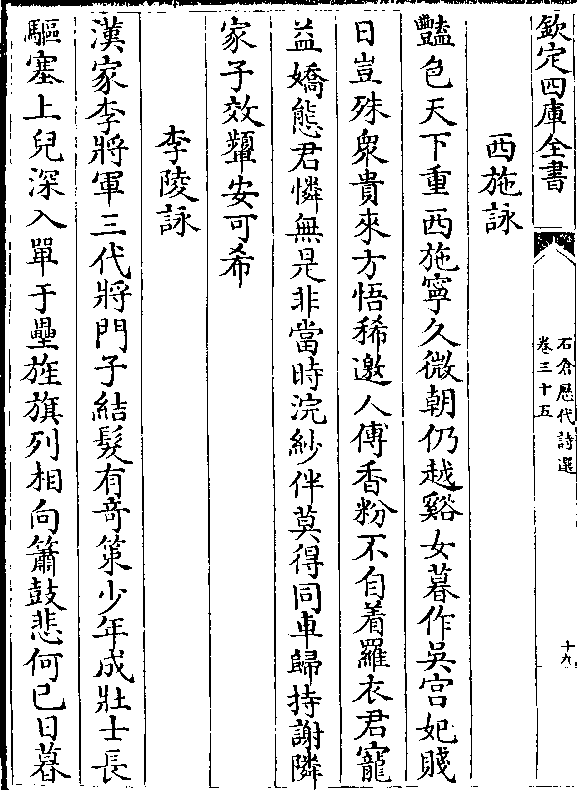 欽定四庫全書
石倉歷代詩選
卷三十五
十九
西施詠
豔色天下重西施寧久微朝仍越谿女暮作吳宮妃賤
日豈殊衆貴來方悟稀邀人傅香粉不自着羅衣君寵
益嬌態君憐無是非當時浣紗伴莫得同車歸持謝隣
家子效顰安可希
李陵詠
漢家李將軍三代將門子結髮有竒策少年成壯士長
驅塞上兒深入單于壘旌旗列相向簫鼓悲何已日暮